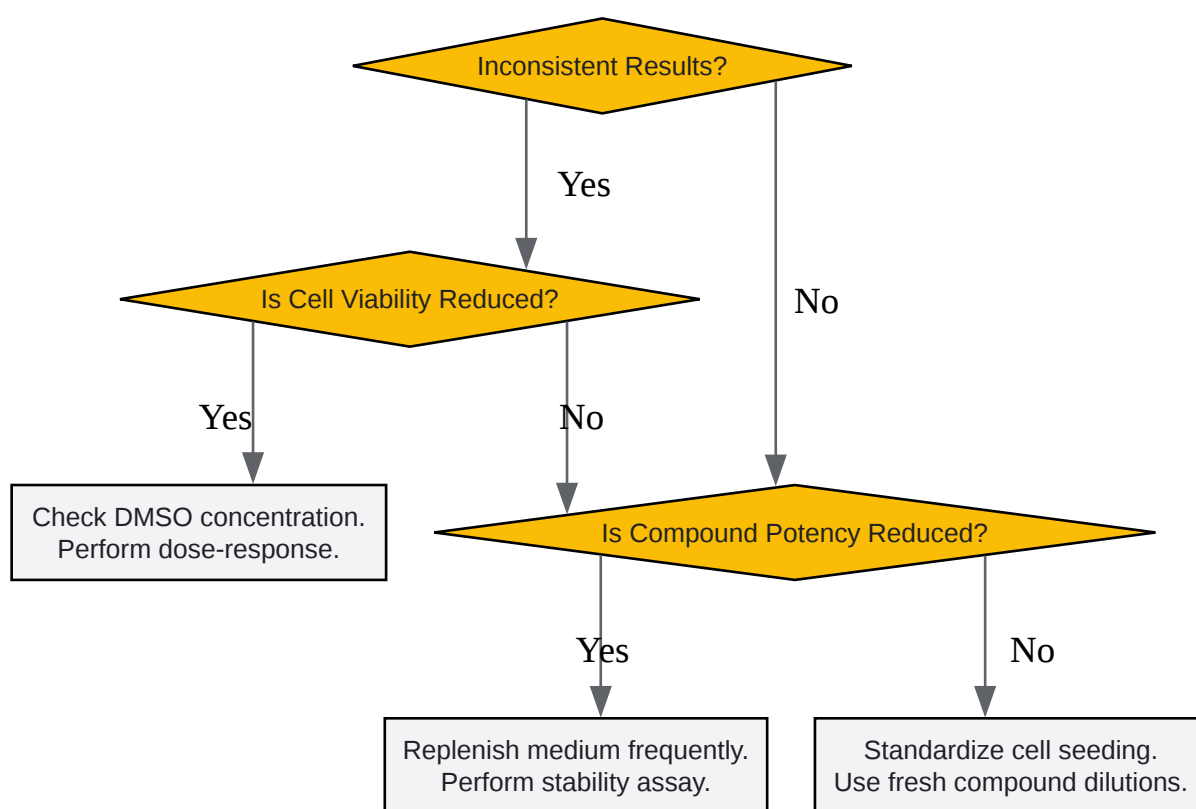 Inconsistent Results?
Yes
Is Cell Viability Reduced?
No
Yes
No
Check DMSO concentration.
Perform dose-response.
Is Compound Potency Reduced?
Yes
No
Replenish medium frequently.
Perform stability assay.
Standardize cell seeding.
Use fresh compound dilutions.